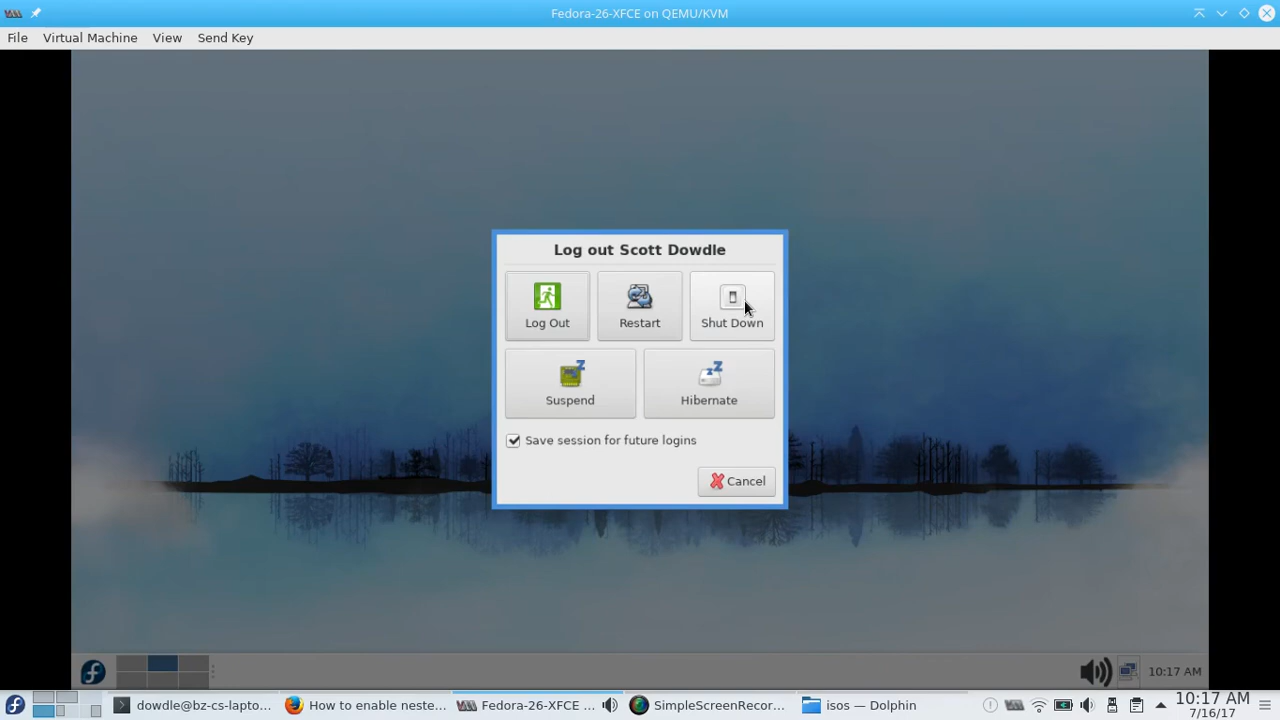 Fedora-26-XFCE on QEMU/KVM
File Virtual Machine View Send Key
Log out Scott Dowdle
Log Out Restart Shut Down
Suspend Hibernate
Save session for future logins
Cancel
10:17 AM
dowdle@bz-cs-lapto... How to enable neste... Fedora-26-XFCE ... SimpleScreenRecor... isos — Dolphin 10:17 AM
7/16/17